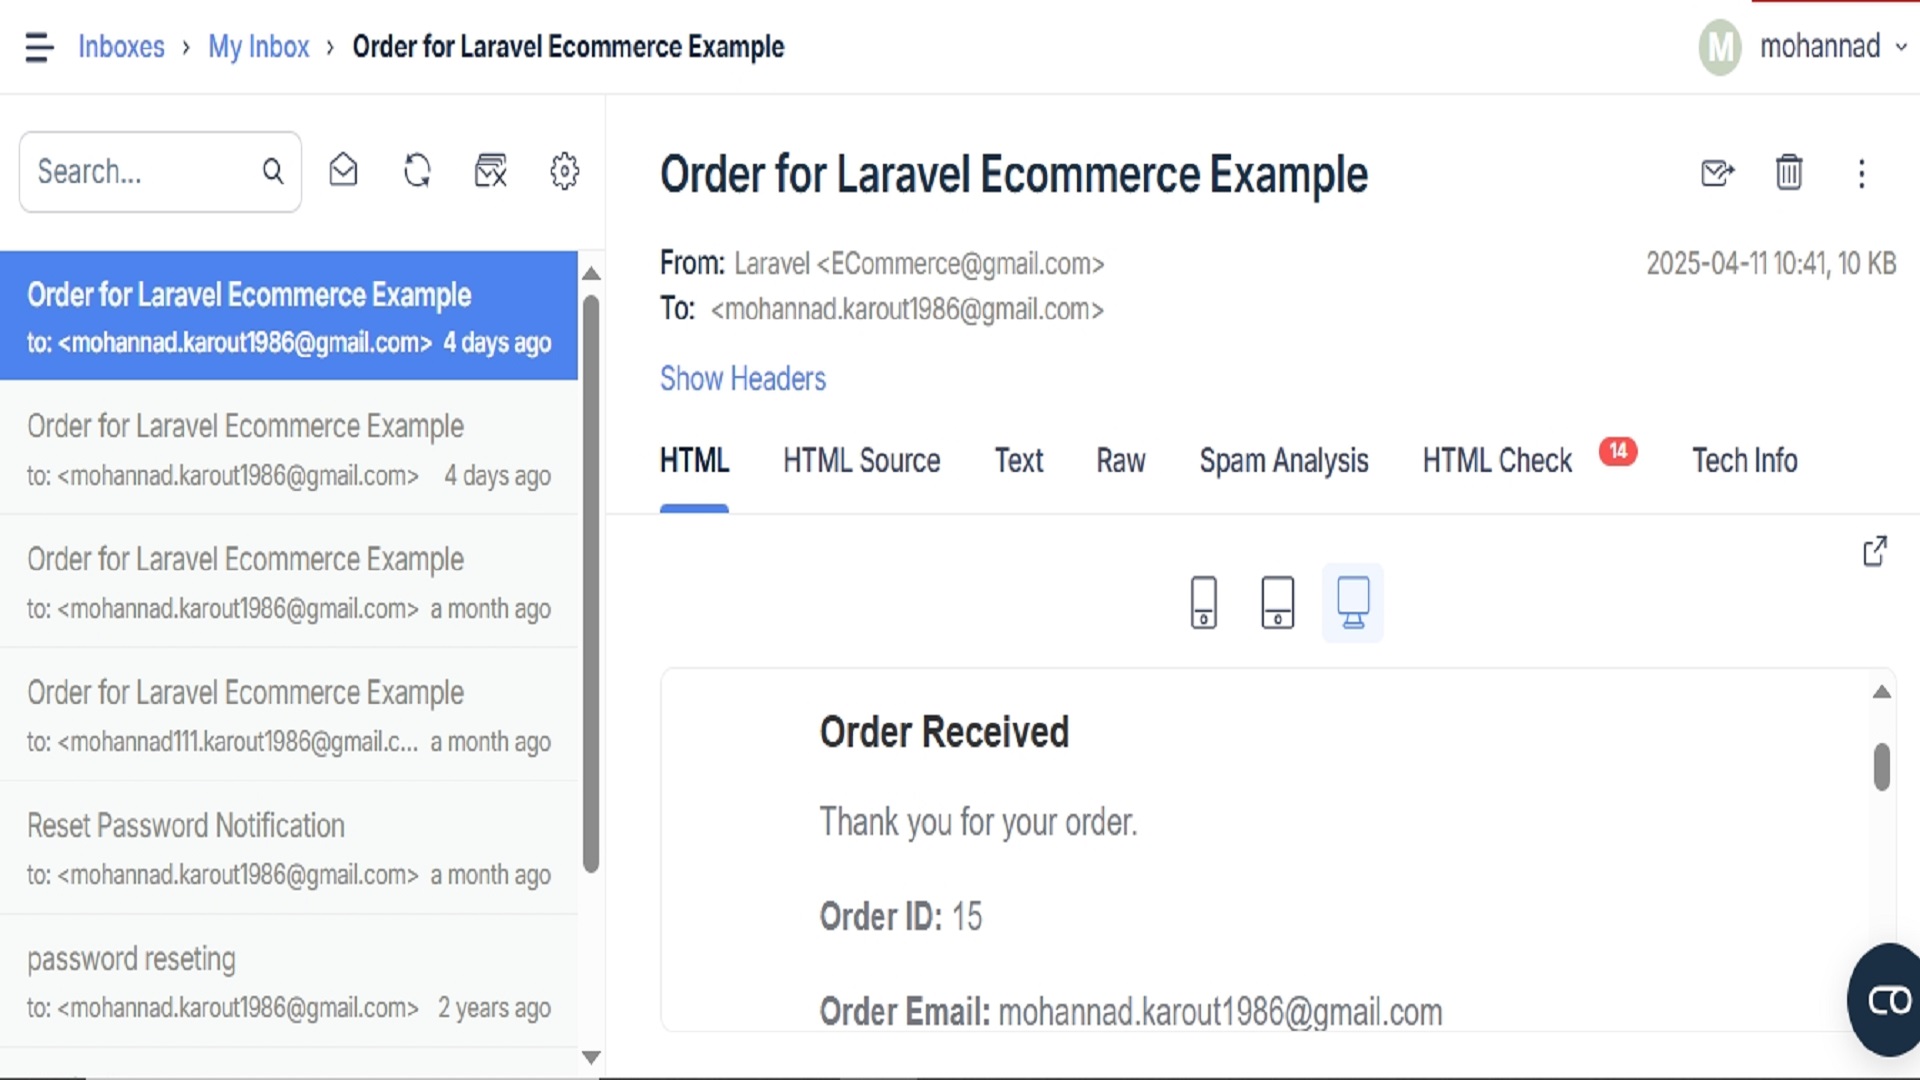 Inboxes › My Inbox › Order for Laravel Ecommerce Example
M mohannad
Search...
Order for Laravel Ecommerce Example
to: <mohannad.karout1986@gmail.com> 4 days ago
Order for Laravel Ecommerce Example
to: <mohannad.karout1986@gmail.com> 4 days ago
Order for Laravel Ecommerce Example
to: <mohannad.karout1986@gmail.com> a month ago
Order for Laravel Ecommerce Example
to: <mohannad111.karout1986@gmail.c... a month ago
Reset Password Notification
to: <mohannad.karout1986@gmail.com> a month ago
password reseting
to: <mohannad.karout1986@gmail.com> 2 years ago
Order for Laravel Ecommerce Example
From: Laravel <ECommerce@gmail.com>
2025-04-11 10:41, 10 KB
To: <mohannad.karout1986@gmail.com>
Show Headers
HTML HTML Source Text Raw Spam Analysis HTML Check 14 Tech Info
Order Received
Thank you for your order.
Order ID: 15
Order Email: mohannad.karout1986@gmail.com